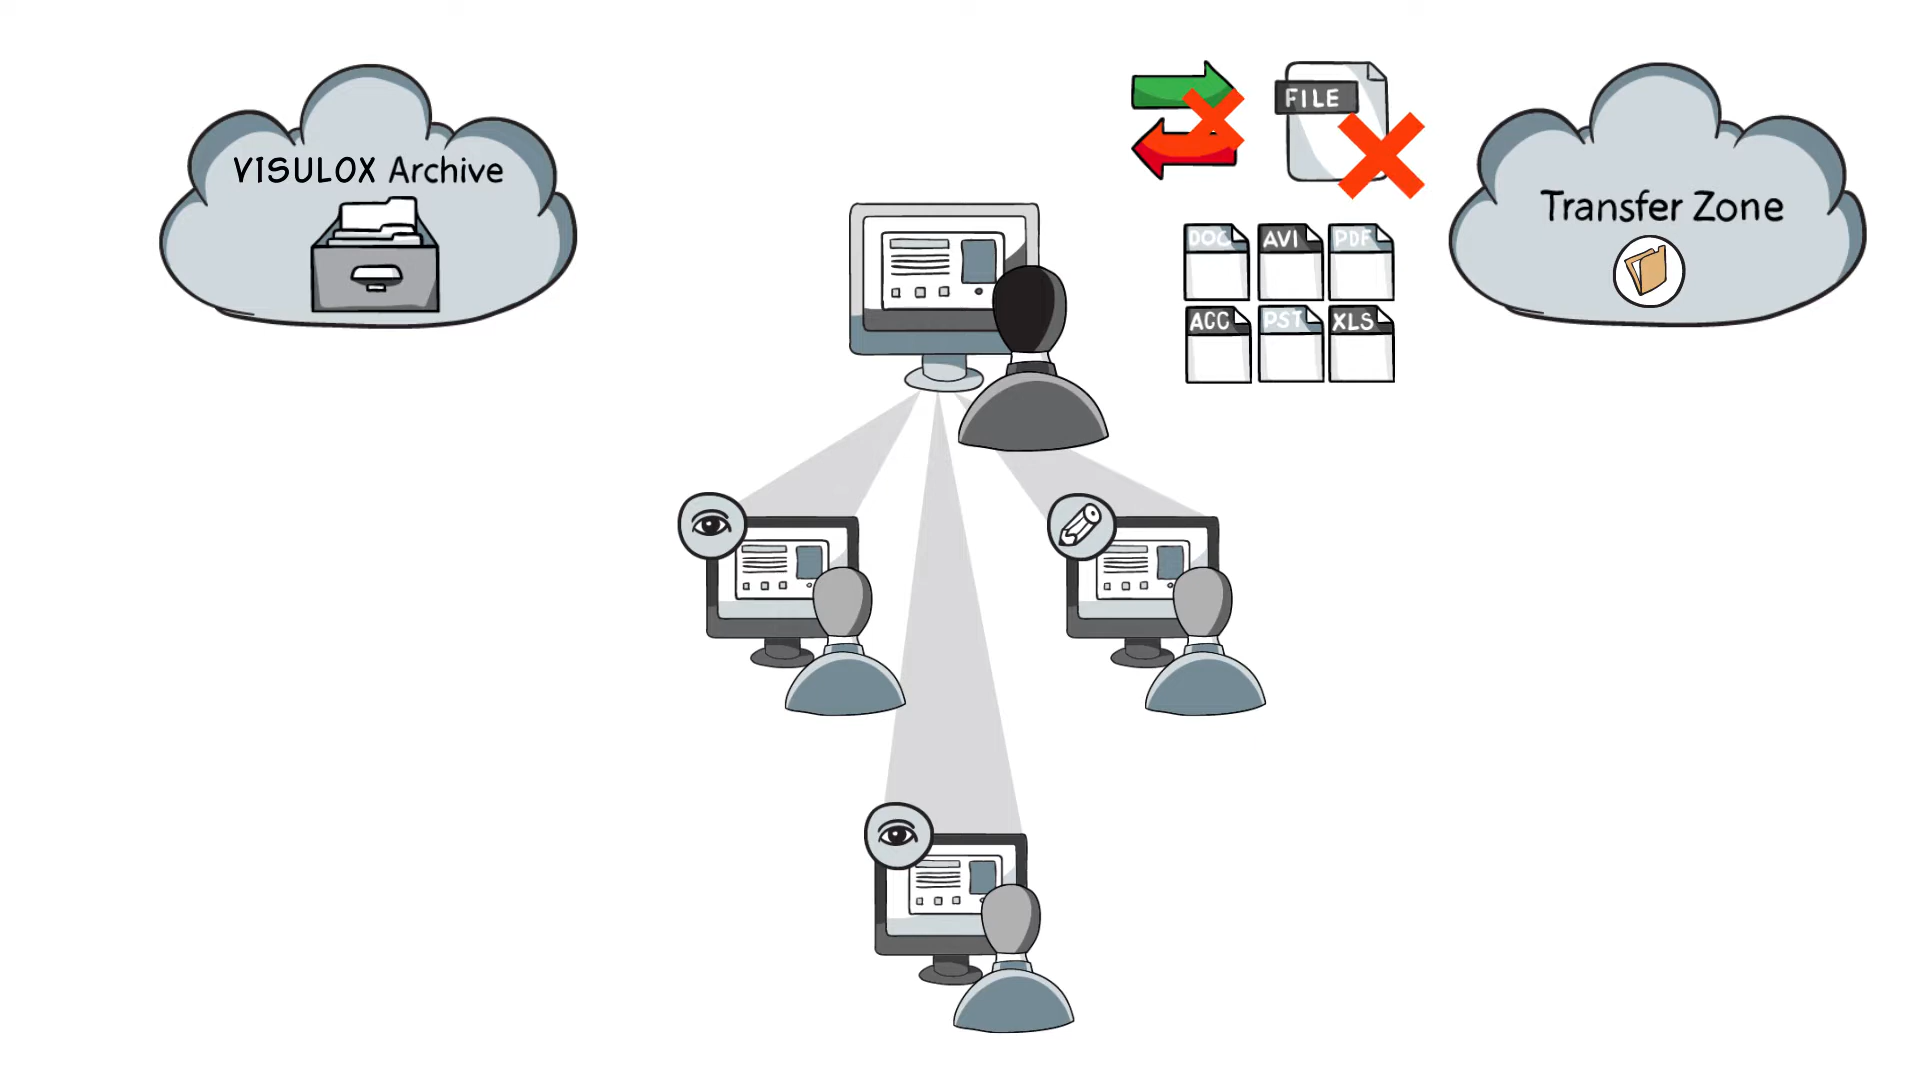 VISULOX Archive
FILE
Transfer Zone
DOC
AVI
PDF
ACC
PST
XLS